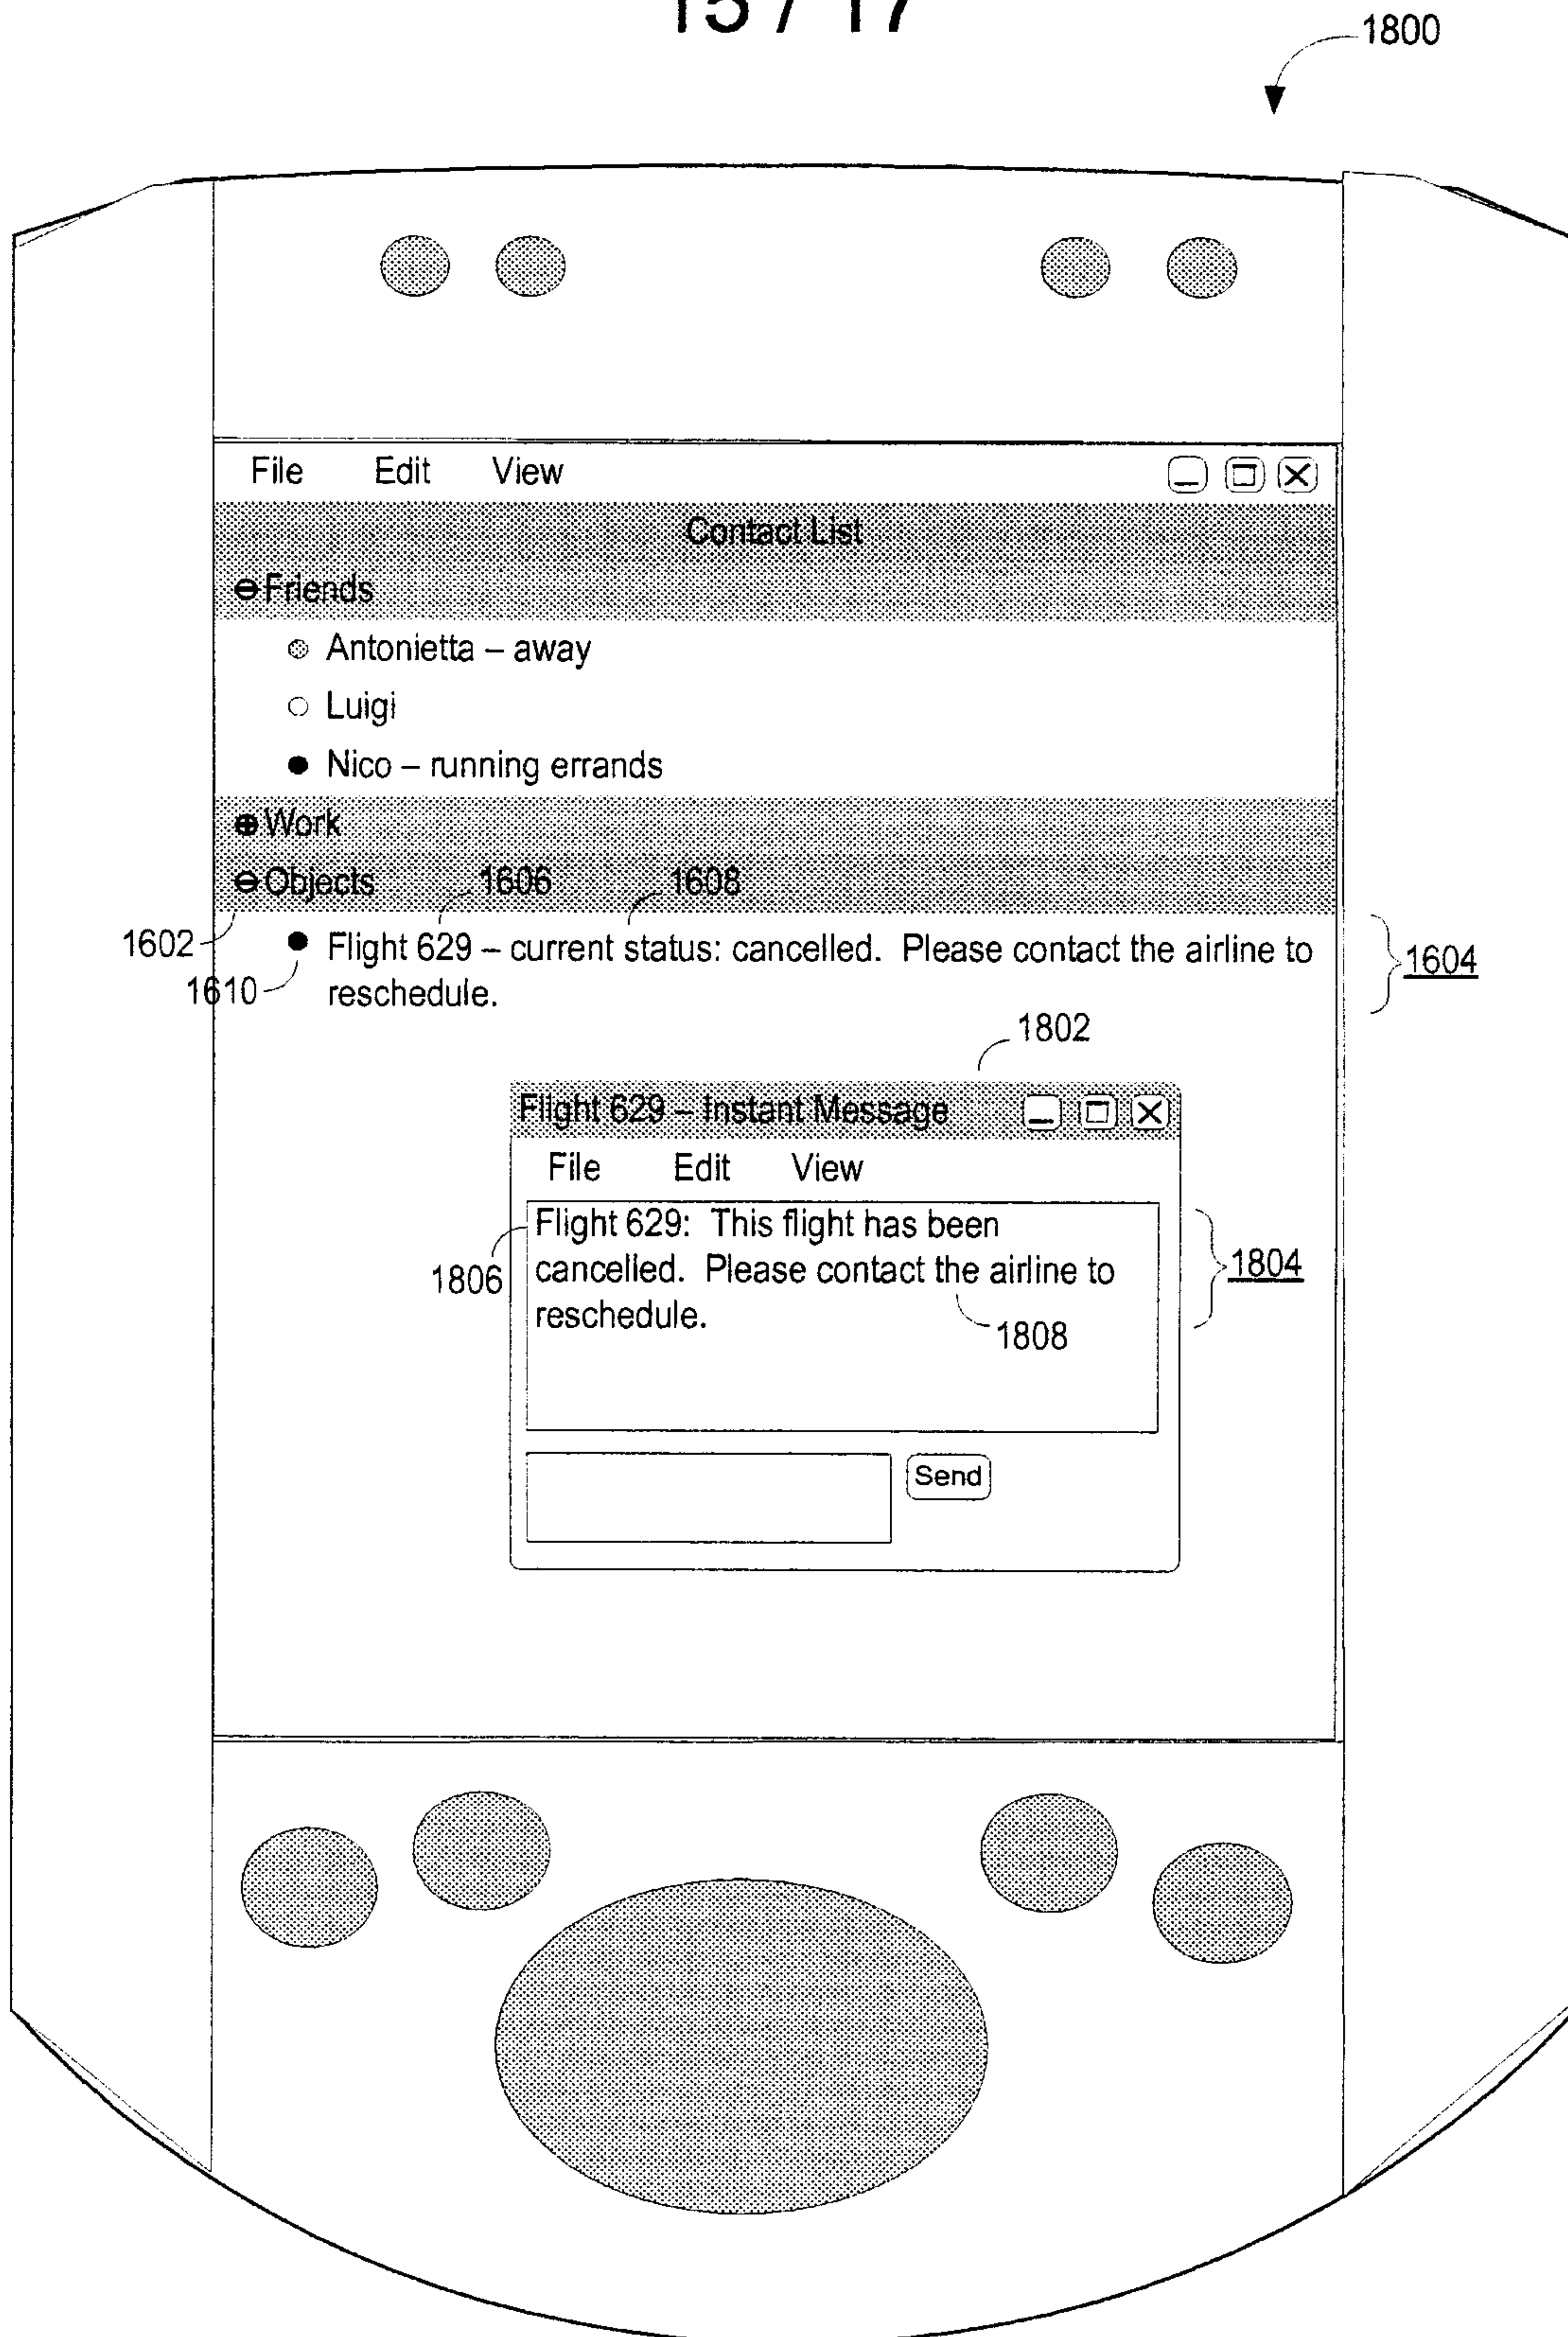 15 / 17
1800
File Edit View
Contact List
Friends
Antonietta – away
Luigi
Nico – running errands
Work
Objects 1606 1608
1602 Flight 629 – current status: cancelled. Please contact the airline to 1604
1610 reschedule.
1802
Flight 629 – Instant Message
File Edit View
Flight 629: This flight has been
1806 cancelled. Please contact the airline to 1804
reschedule.
1808
Send